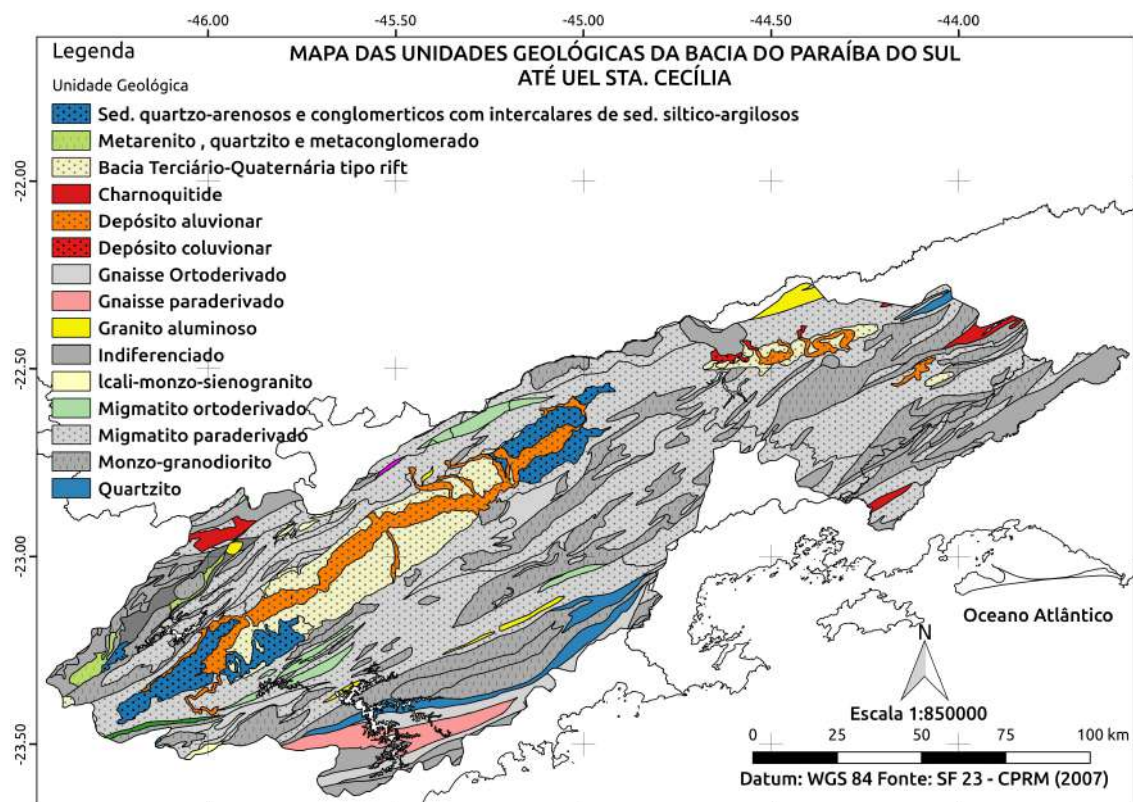 -46.00
-45.50
-45.00
-44.50
-44.00
Legenda
MAPA DAS UNIDADES GEOLÓGICAS DA BACIA DO PARAÍBA DO SUL
ATÉ UEL STA. CECÍLIA
Unidade Geológica
Sed. quartzo-arenosos e conglomerticos com intercalares de sed. siltico-argilosos
Metarenito , quartzito e metaconglomerado
Bacia Terciário-Quaternária tipo rift
Charnoquitide
Depósito aluvionar
Depósito coluvionar
Gnaisse Ortoderivado
Gnaisse paraderivado
Granito aluminoso
Indiferenciado
lcali-monzo-sienogranito
Migmatito ortoderivado
Migmatito paraderivado
Monzo-granodiorito
Quartzito
-22.00
-22.50
-23.00
-23.50
Oceano Atlântico
N
Escala 1:850000
0 25 50 75 100 km
Datum: WGS 84 Fonte: SF 23 - CPRM (2007)